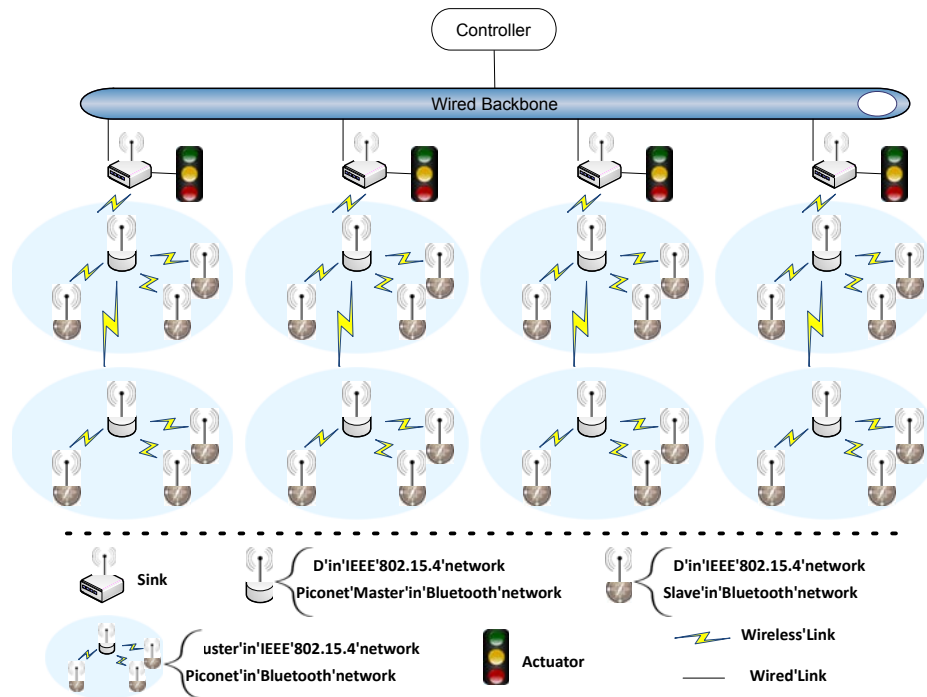 Controller
Wired Backbone
Sink
D'in'IEEE'802.15.4'network
Piconet'Master'in'Bluetooth'network
D'in'IEEE'802.15.4'network
Slave'in'Bluetooth'network
uster'in'IEEE'802.15.4'network
Piconet'in'Bluetooth'network
Actuator
Wireless'Link
Wired'Link